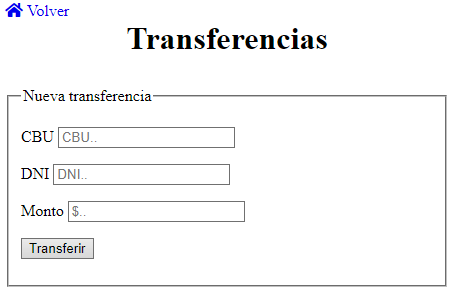 Volver
Transferencias
Nueva transferencia
CBU CBU..
DNI DNI..
Monto $..
Transferir